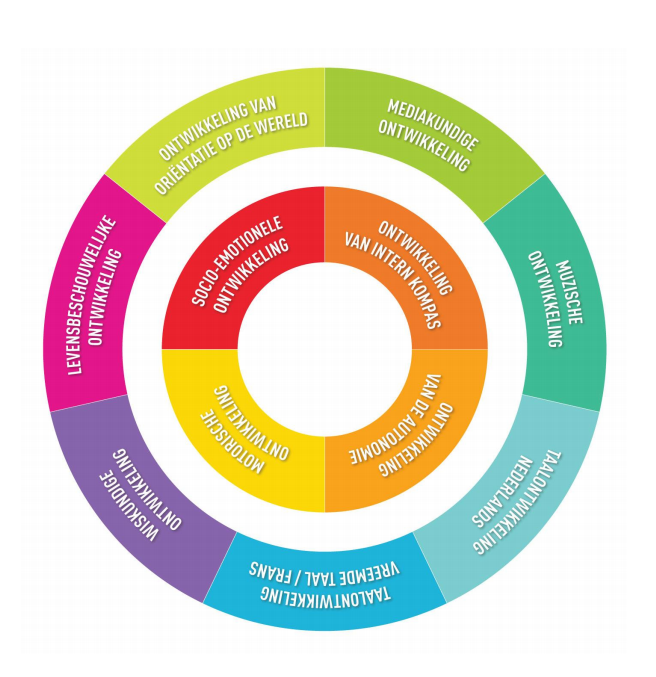 ONTWIKKELING VAN
ORIËNTATIE OP DE WERELD
MEDIAKUNDIGE
ONTWIKKELING
MUZISCHE
ONTWIKKELING
TAALONTWIKKELING
NEDERLANDS
TAALONTWIKKELING
VREEMDE TAAL / FRANS
WISKUNDIGE
ONTWIKKELING
LEVENSBESCHOUWELIJKE
ONTWIKKELING
SOCIO-EMOTIONELE
ONTWIKKELING
ONTWIKKELING
VAN INTERN KOMPAS
ONTWIKKELING
VAN DE AUTONOMIE
MOTORISCHE
ONTWIKKELING